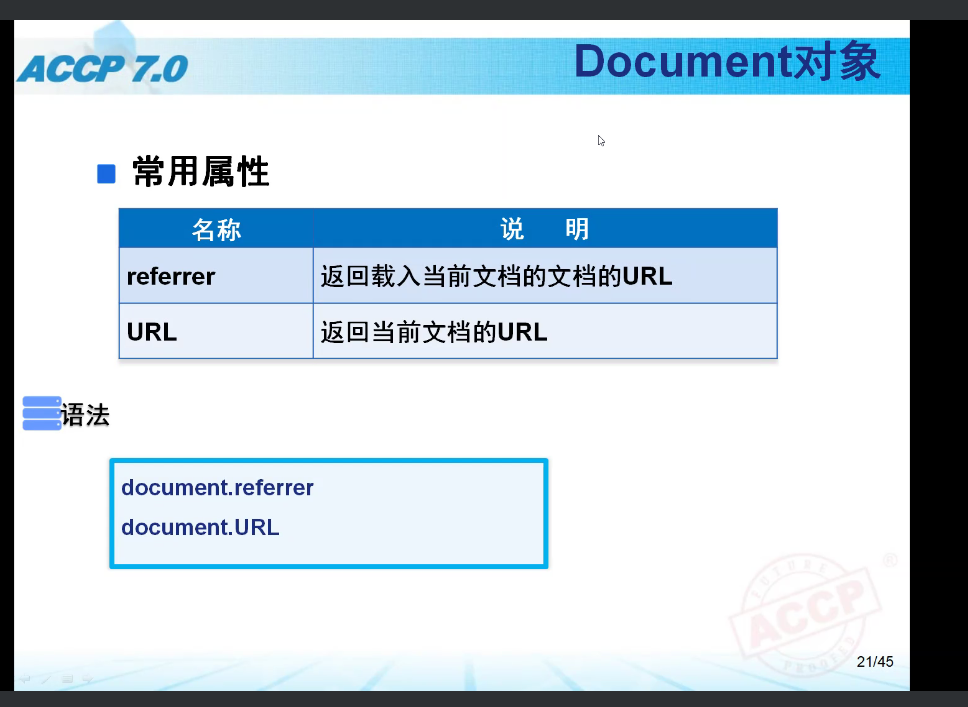 ACCP 7.0
Document对象
常用属性
名称 说 明
referrer 返回载入当前文档的文档的URL
URL 返回当前文档的URL
语法
document.referrer
document.URL
FUTURE
®
ACCP
21/45